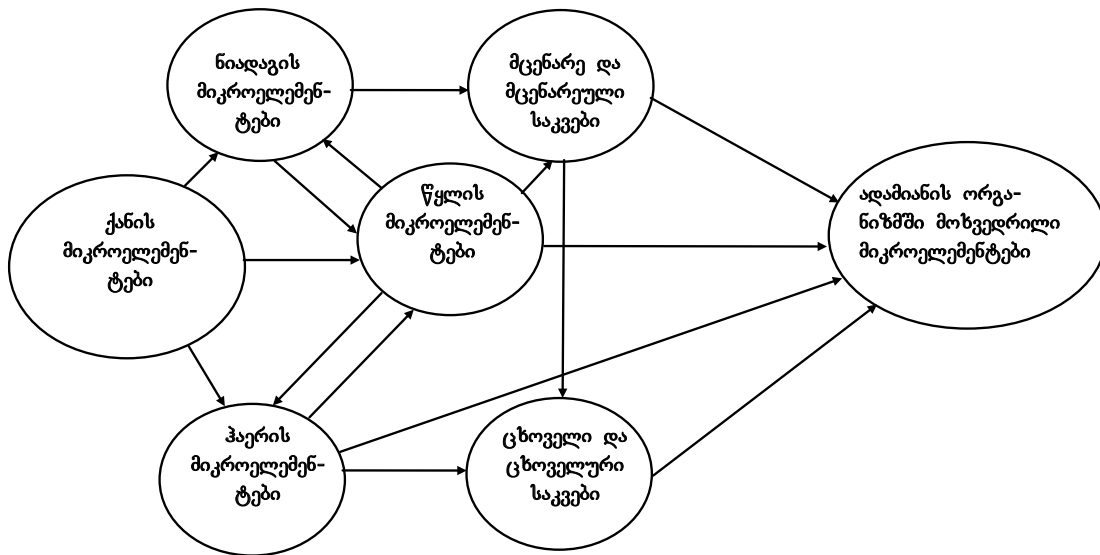 ნიადაგის
მიკროელემენ-
ტები
მცენარე და
მცენარეული
საკვები
ქანის
მიკროელემენ-
ტები
წყლის
მიკროელემენ-
ტები
ადამიანის ორგა-
ნიზმში მოხვედრილი
მიკროელემენტები
ჰაერის
მიკროელემენ-
ტები
ცხოველი და
ცხოველური
საკვები